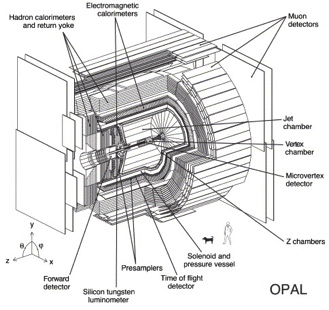 Electromagnetic
calorimeters
Hadron calorimeters
and return yoke
Muon
detectors
Jet
chamber
Vertex
chamber
Microvertex
detector
Z chambers
y
θ φ
z x
Solenoid and
pressure vessel
Presamplers
Time of flight
detector
Forward
detector
Silicon tungsten
luminometer
OPAL